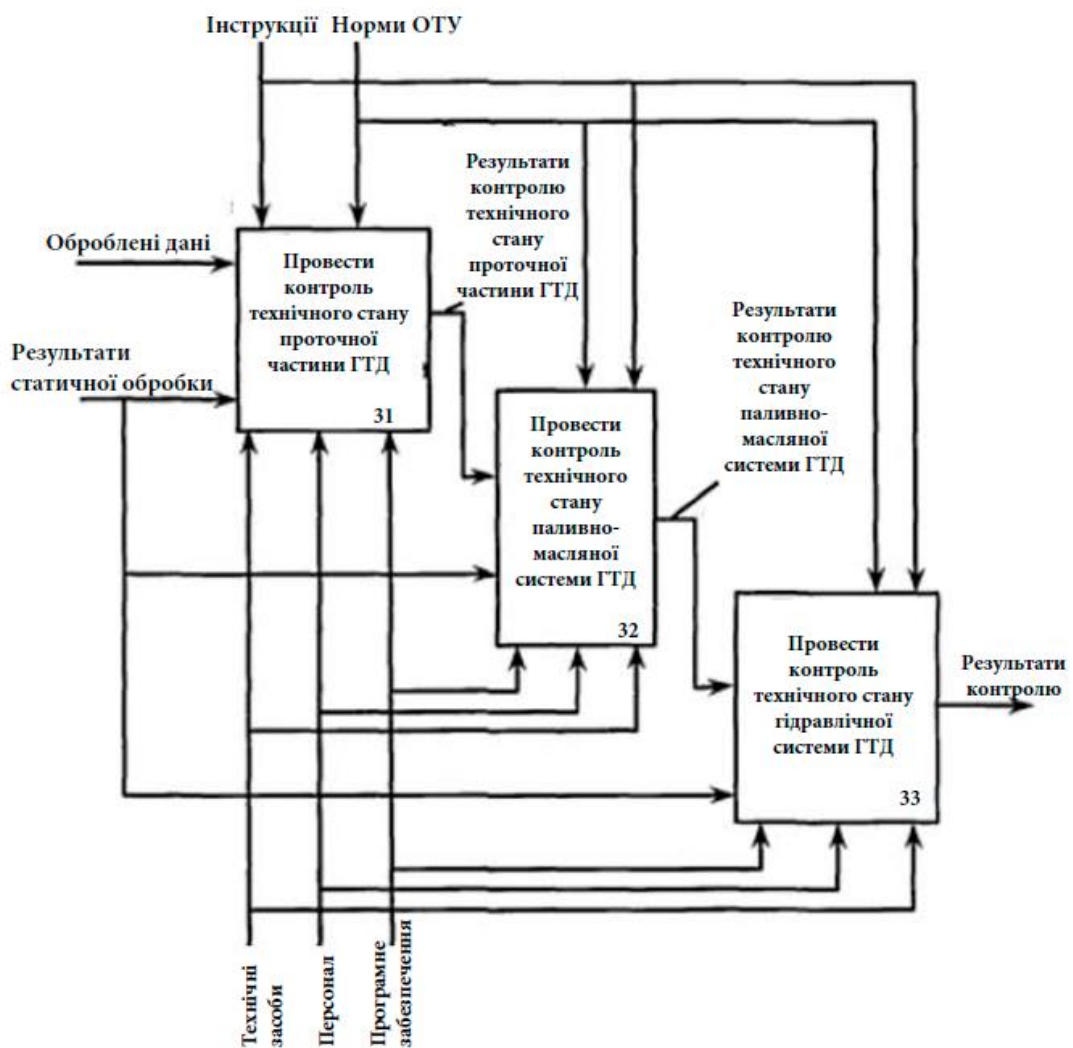 Інструкції Норми ОТУ
Оброблені дані
Результати
статичної обробки
Провести
контроль
технічного стану
проточної
частини ГТД
31
Результати
контролю
технічного
стану
проточної
частини ГТД
Провести
контроль
технічного
стану
паливно-
масляної
системи ГТД
32
Результати
контролю
технічного
стану
паливно-
масляної
системи ГТД
Провести
контроль
технічного стану
гідравлічної
системи ГТД
33
Результати
контролю
Технічні
засоби
Персонал
Програмне
забезпечення